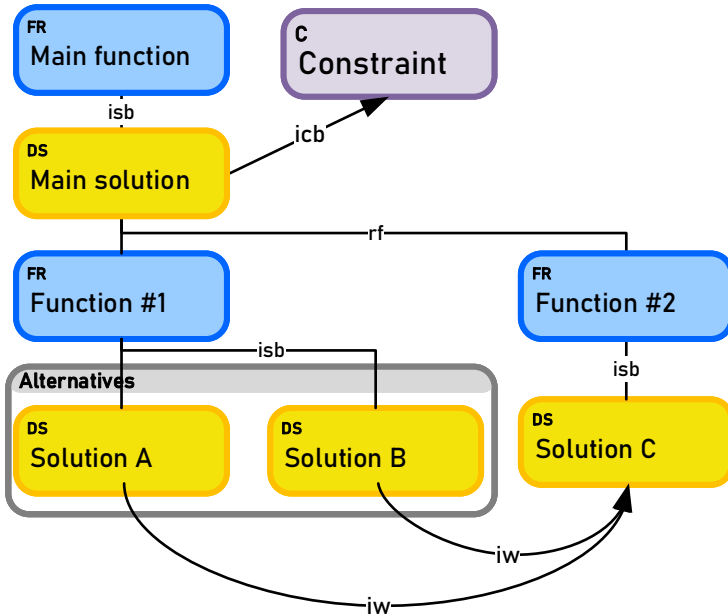 FR
Main function
C
Constraint
isb
icb
DS
Main solution
rf
FR
Function #1
FR
Function #2
isb
isb
Alternatives
DS
Solution A
DS
Solution B
DS
Solution C
iw
iw